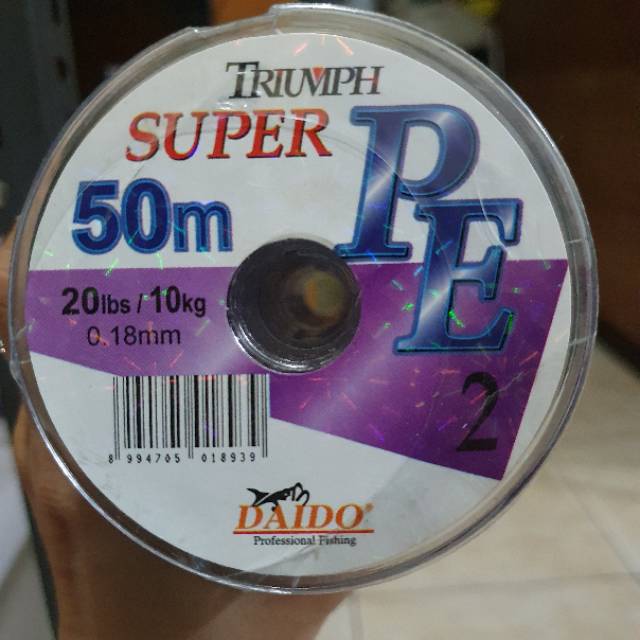 TRIUMPH
SUPER
PE
50m
20lbs / 10kg
0.18mm
2
8 994705 018939
DAIDO®
Professional Fishing